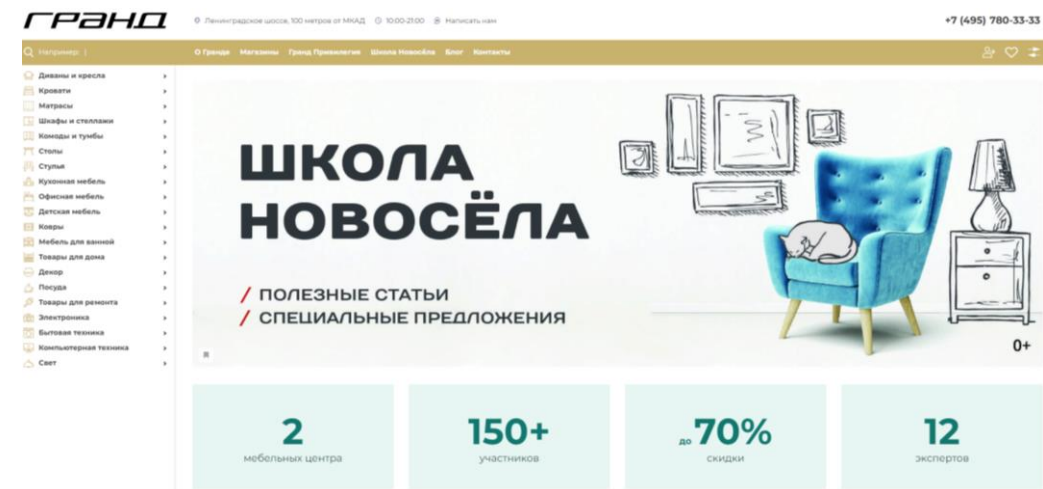 ГРАНД
Ленинградское шоссе, 100 метров от МКАД 10:00-21:00 Написать нам
+7 (495) 780-33-33
Например: |
О Гранде Магазины Гранд Привилегия Школа Новосёла Блог Контакты
Диваны и кресла
Кровати
Матрасы
Шкафы и стеллажи
Комоды и тумбы
Столы
Стулья
Кухонная мебель
Офисная мебель
Детская мебель
Ковры
Мебель для ванной
Товары для дома
Декор
Посуда
Товары для ремонта
Электроника
Бытовая техника
Компьютерная техника
Свет
ШКОЛА
НОВОСЁЛА
/ ПОЛЕЗНЫЕ СТАТЬИ
/ СПЕЦИАЛЬНЫЕ ПРЕДЛОЖЕНИЯ
0+
2
мебельных центра
150+
участников
до 70%
скидки
12
экспертов